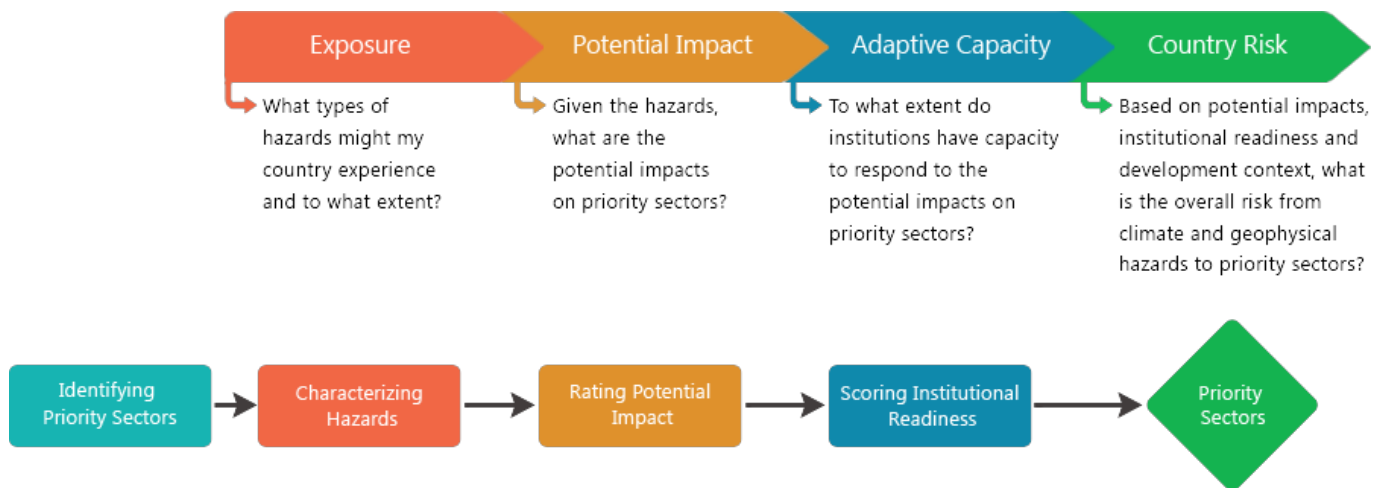 Exposure
Potential Impact
Adaptive Capacity
Country Risk
What types of
hazards might my
country experience
and to what extent?
Given the hazards,
what are the
potential impacts
on priority sectors?
To what extent do
institutions have capacity
to respond to the
potential impacts on
priority sectors?
Based on potential impacts,
institutional readiness and
development context, what
is the overall risk from
climate and geophysical
hazards to priority sectors?
Identifying
Priority Sectors
Characterizing
Hazards
Rating Potential
Impact
Scoring Institutional
Readiness
Priority
Sectors